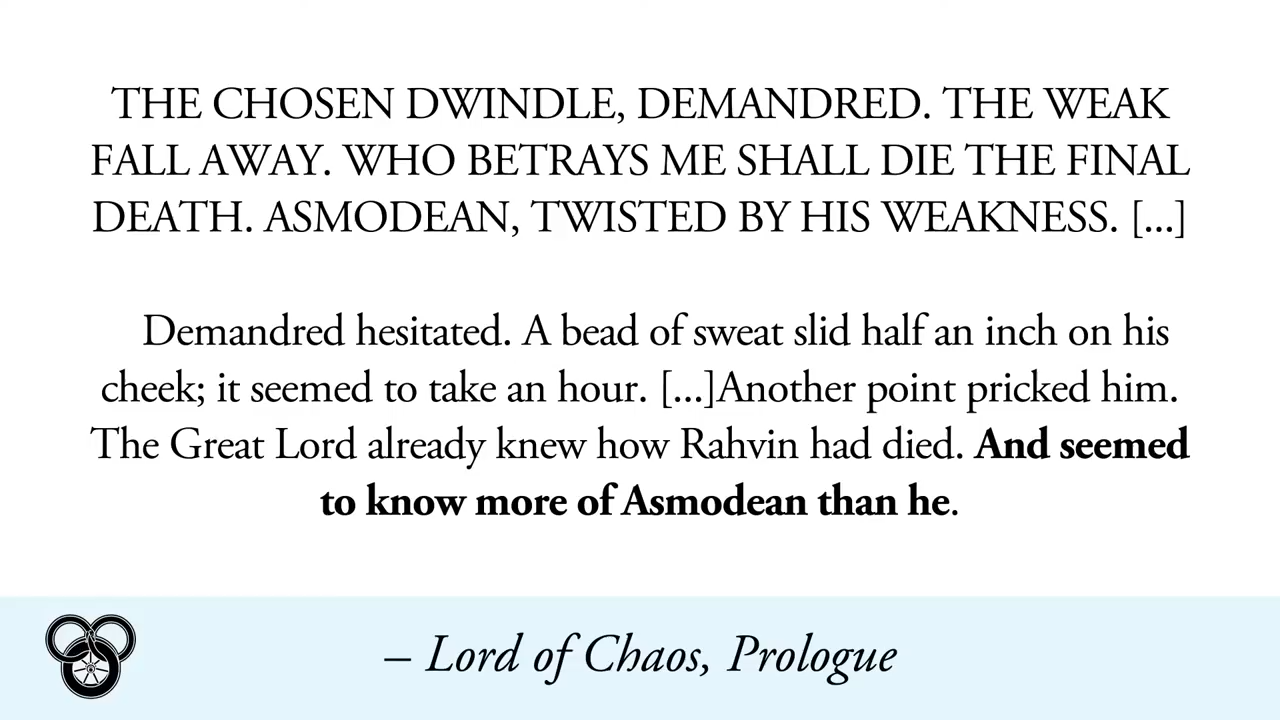 THE CHOSEN DWINDLE, DEMANDRED. THE WEAK
FALL AWAY. WHO BETRAYS ME SHALL DIE THE FINAL
DEATH. ASMODEAN, TWISTED BY HIS WEAKNESS. [...]
Demandred hesitated. A bead of sweat slid half an inch on his
cheek; it seemed to take an hour. [...]Another point pricked him.
The Great Lord already knew how Rahvin had died. And seemed
to know more of Asmodean than he.
– Lord of Chaos, Prologue